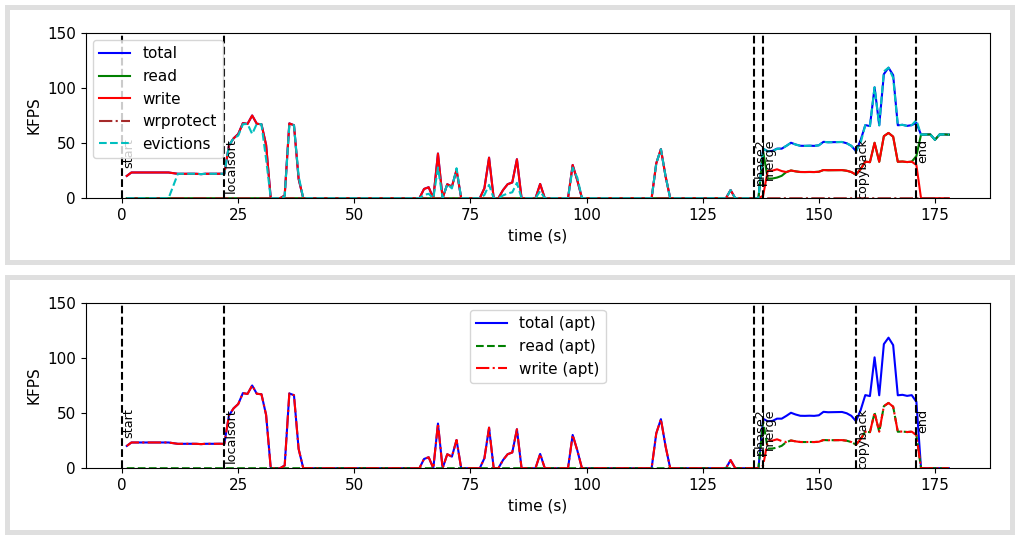 150
100
50
0
KFPS
total
read
write
wrprotect
evictions
start
localsort
phase2
merge
copyback
end
0
25
50
75
100
125
150
175
time (s)
150
100
50
0
KFPS
total (apt)
read (apt)
write (apt)
start
localsort
phase2
merge
copyback
end
0
25
50
75
100
125
150
175
time (s)